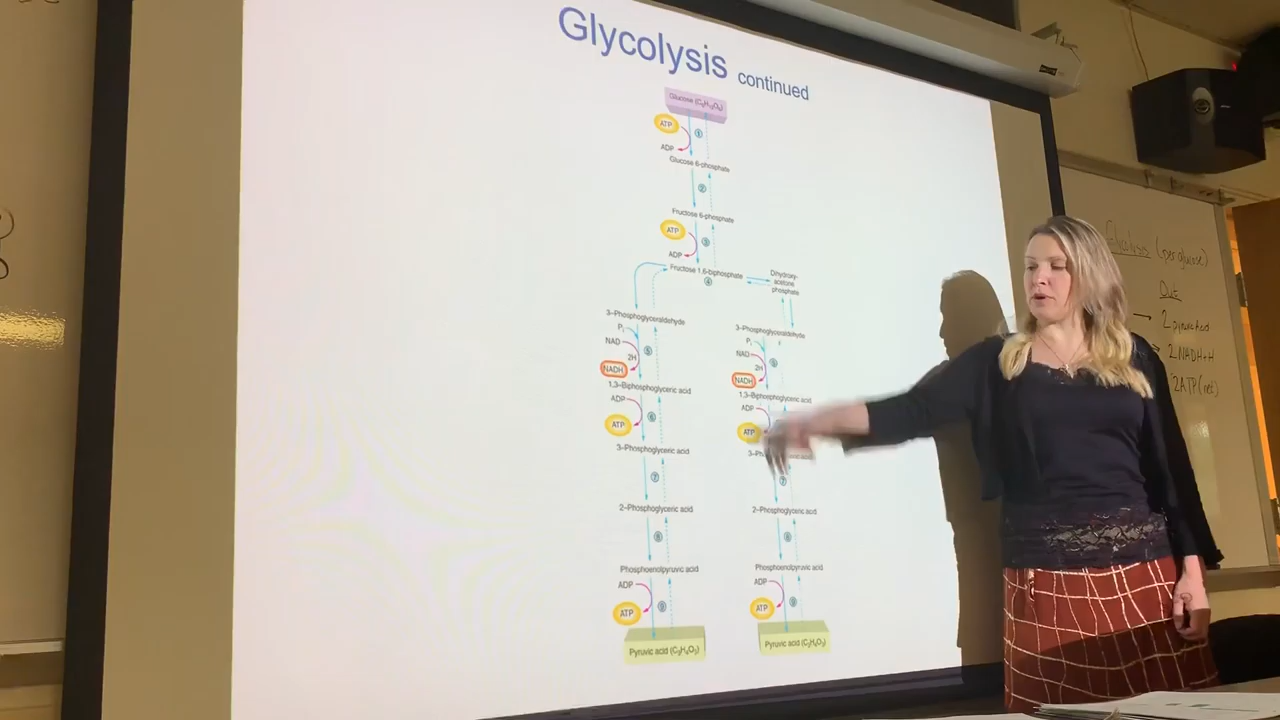 Glycolysis continued
Glucose (C₆H₁₂O₆)
ATP
①
ADP
Glucose 6-phosphate
②
Fructose 6-phosphate
ATP
③
ADP
Fructose 1,6-biphosphate
④
Dihydroxy-
acetone
phosphate
3–Phosphoglyceraldehyde
Pi
NAD
2H
⑤
NADH
1,3–Biphosphoglyceric acid
ADP
⑥
ATP
3–Phosphoglyceric acid
⑦
2–Phosphoglyceric acid
⑧
Phosphoenolpyruvic acid
ADP
ATP
⑨
Pyruvic acid (C₃H₄O₃)
3–Phosphoglyceraldehyde
Pi
NAD
2H
⑤
NADH
1,3–Biphosphoglyceric acid
ADP
ATP
⑦
2–Phosphoglyceric acid
⑧
Phosphoenolpyruvic acid
ADP
ATP
⑨
Pyruvic acid (C₃H₄O₃)
Glycolysis (per glucose)
Out
2 pyruvic acid
2 NADH+H
2ATP (net)